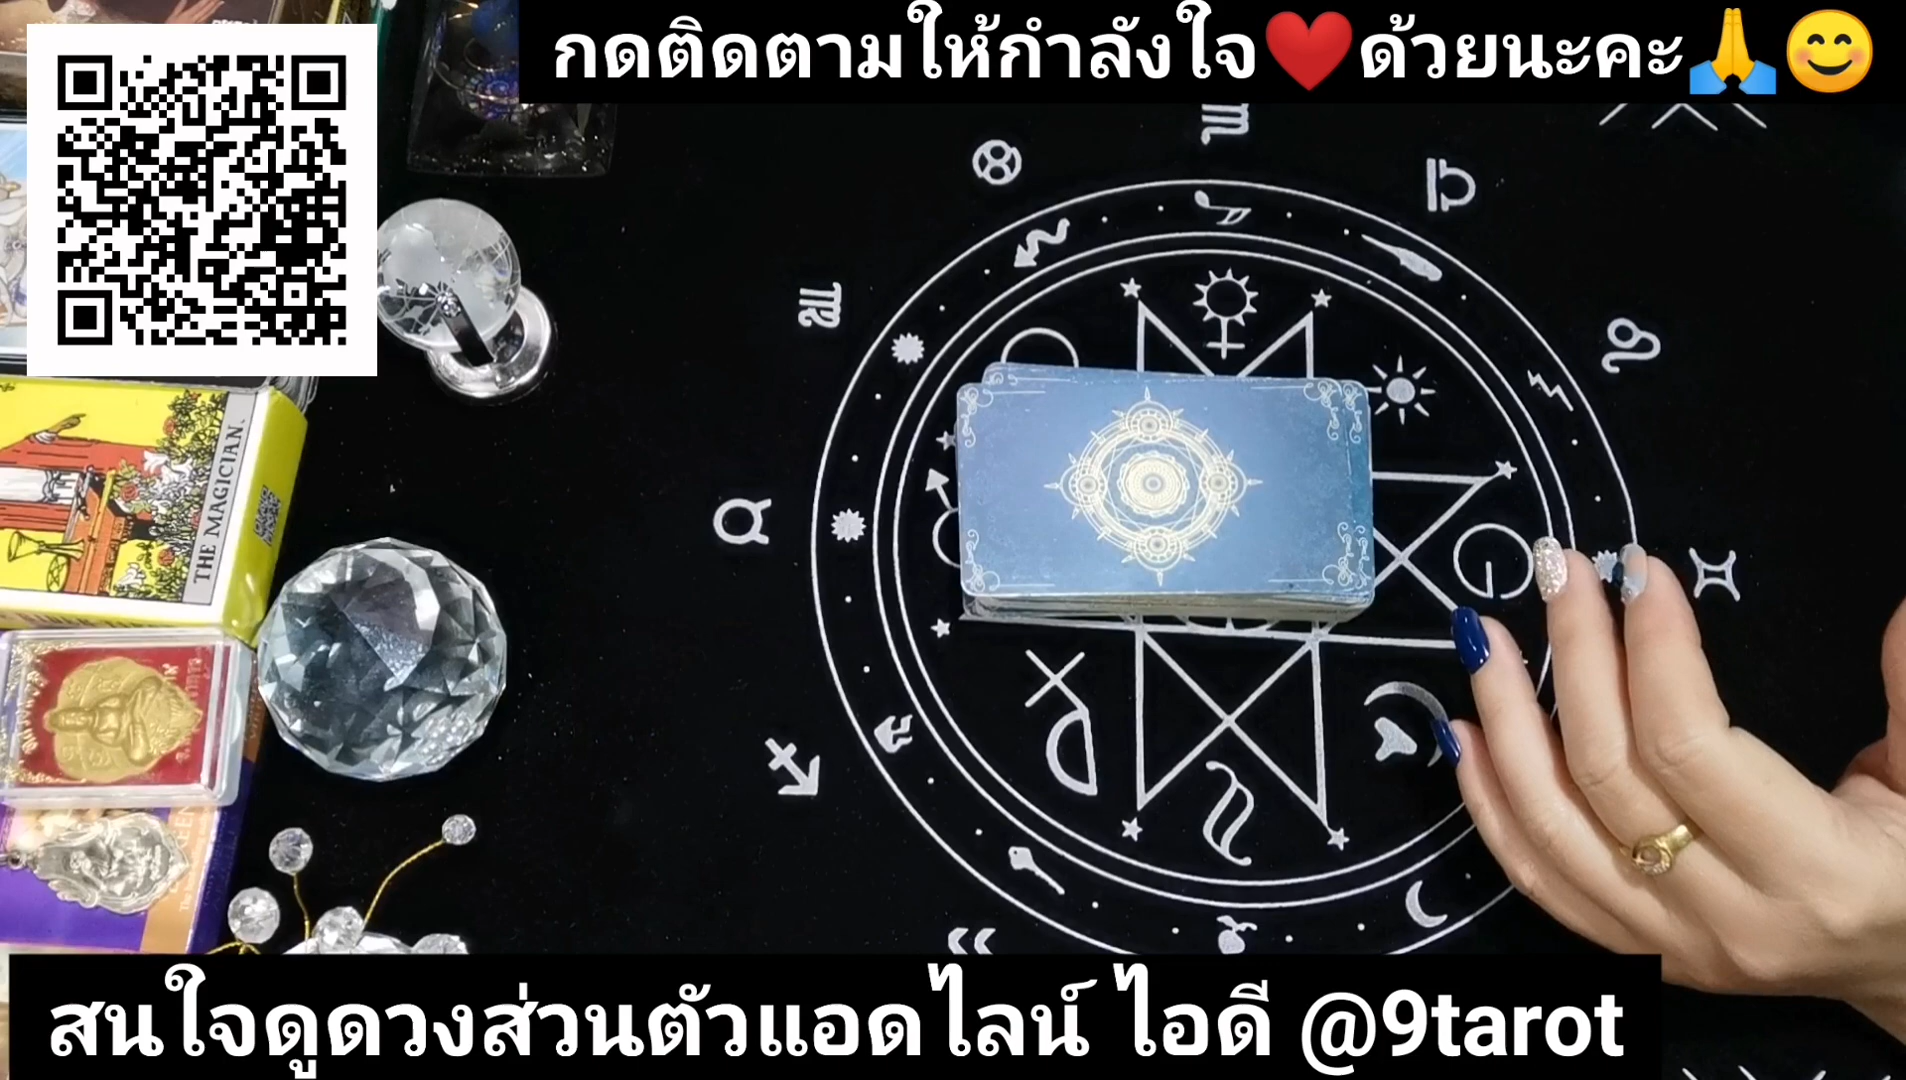 กดติดตามให้กำลังใจ❤️ด้วยนะคะ🙏😊
THE MAGICIAN.
สนใจดูดวงส่วนตัวแอดไลน์ ไอดี @9tarot